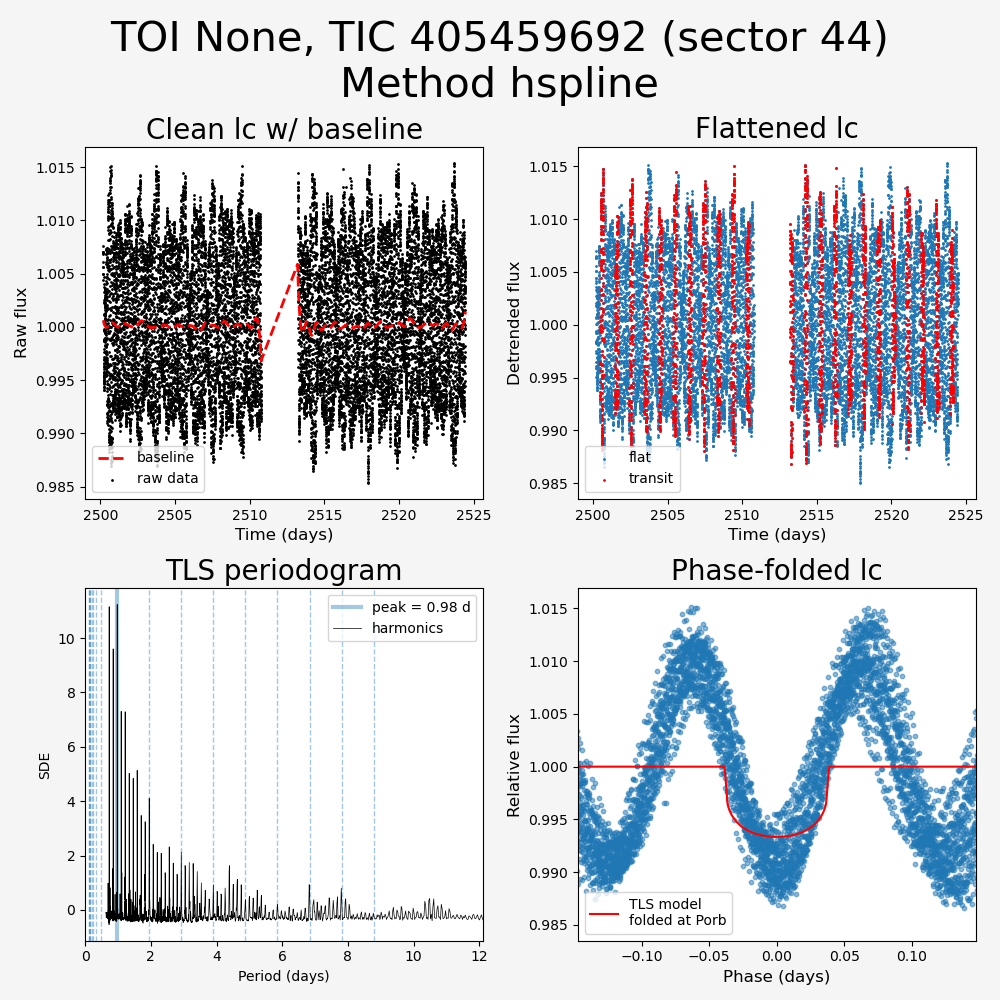 TOI None, TIC 405459692 (sector 44)
Method hspline
Clean lc w/ baseline
Raw flux
1.015
1.010
1.005
1.000
0.995
0.990
0.985
baseline
raw data
2500 2505 2510 2515 2520 2525
Time (days)
Flattened lc
Detrended flux
1.015
1.010
1.005
1.000
0.995
0.990
0.985
flat
transit
2500 2505 2510 2515 2520 2525
Time (days)
TLS periodogram
SDE
10
8
6
4
2
0
peak = 0.98 d
harmonics
0 2 4 6 8 10 12
Period (days)
Phase-folded lc
Relative flux
1.015
1.010
1.005
1.000
0.995
0.990
0.985
TLS model
folded at Porb
−0.10 −0.05 0.00 0.05 0.10
Phase (days)